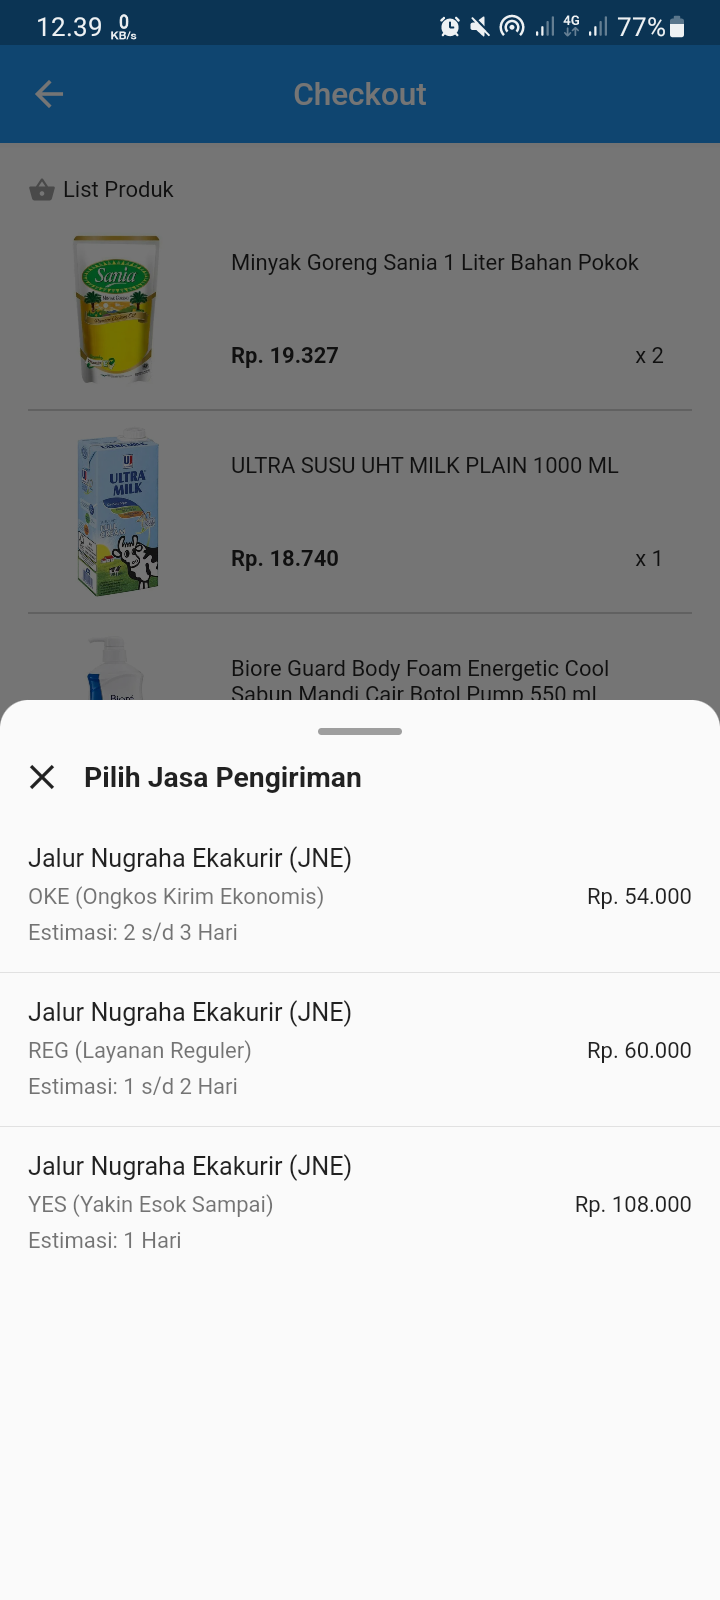 12.39 0 KB/s 4G 77%
Checkout
List Produk
Sania
Minyak Goreng Sania 1 Liter Bahan Pokok
Rp. 19.327 x 2
ULTRA
MILK
ULTRA SUSU UHT MILK PLAIN 1000 ML
Rp. 18.740 x 1
Bioré
Biore Guard Body Foam Energetic Cool
Sabun Mandi Cair Botol Pump 550 ml
Pilih Jasa Pengiriman
Jalur Nugraha Ekakurir (JNE)
OKE (Ongkos Kirim Ekonomis) Rp. 54.000
Estimasi: 2 s/d 3 Hari
Jalur Nugraha Ekakurir (JNE)
REG (Layanan Reguler) Rp. 60.000
Estimasi: 1 s/d 2 Hari
Jalur Nugraha Ekakurir (JNE)
YES (Yakin Esok Sampai) Rp. 108.000
Estimasi: 1 Hari